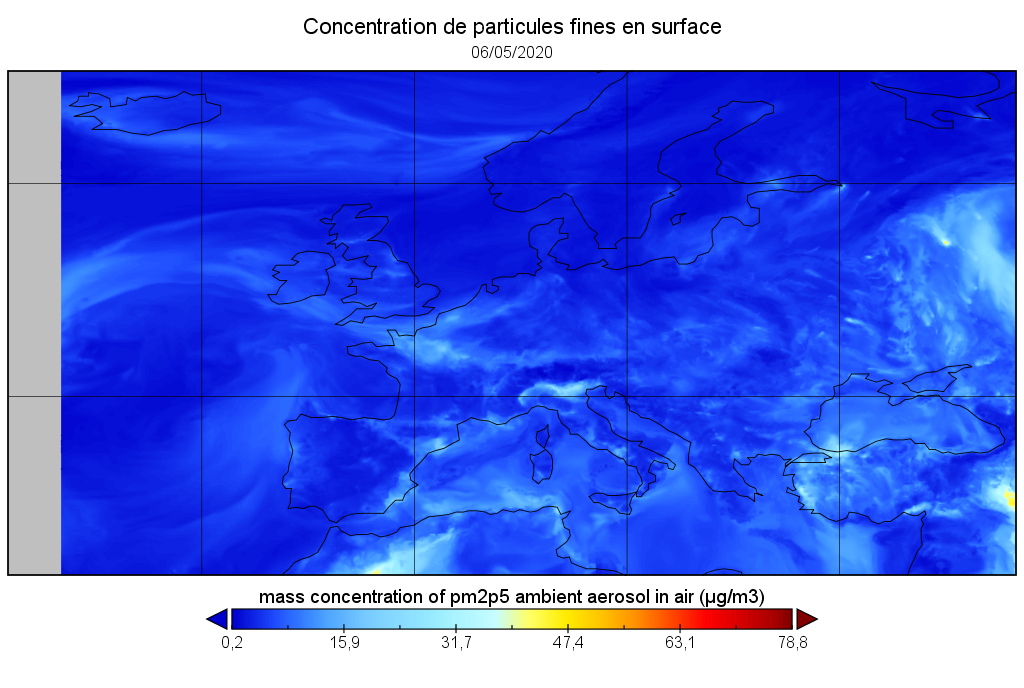 Concentration de particules fines en surface
06/05/2020
mass concentration of pm2p5 ambient aerosol in air (µg/m3)
0,2 15,9 31,7 47,4 63,1 78,8